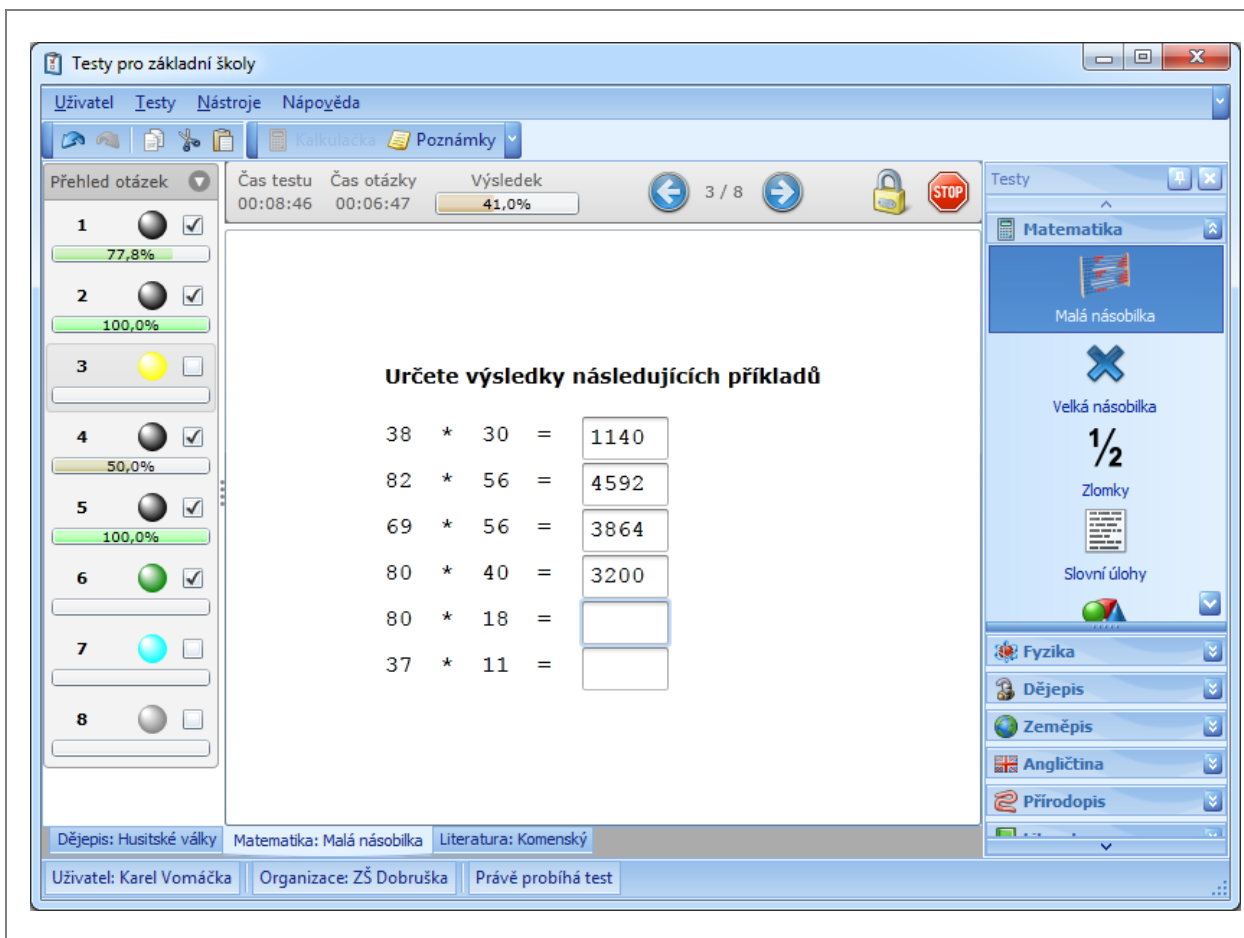 Testy pro základní školy
Uživatel Testy Nástroje Nápověda
Kalkulačka Poznámky
Přehled otázek
1
77,8%
2
100,0%
3
4
50,0%
5
100,0%
6
7
8
Čas testu Čas otázky Výsledek
00:08:46 00:06:47 41,0%
3 / 8
STOP
Určete výsledky následujících příkladů
38 * 30 = 1140
82 * 56 = 4592
69 * 56 = 3864
80 * 40 = 3200
80 * 18 =
37 * 11 =
Testy
Matematika
Malá násobilka
Velká násobilka
1/2
Zlomky
Slovní úlohy
Fyzika
Dějepis
Zeměpis
Angličtina
Přírodopis
Dějepis: Husitské války Matematika: Malá násobilka Literatura: Komenský
Uživatel: Karel Vomáčka Organizace: ZŠ Dobruška Právě probíhá test